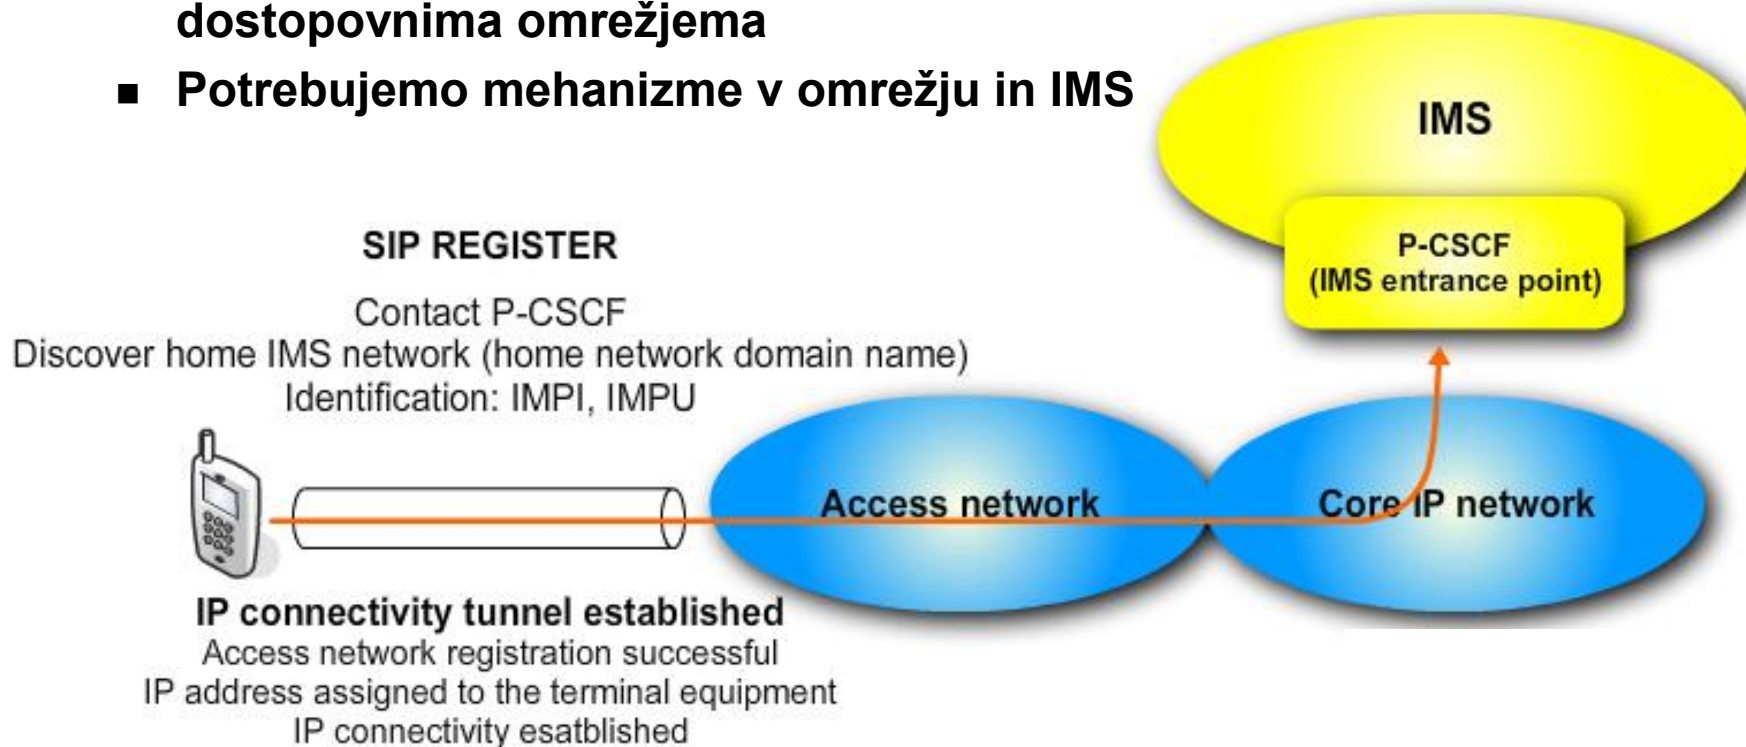 dostopovnima omrežjema
■ Potrebujemo mehanizme v omrežju in IMS
IMS
P-CSCF
(IMS entrance point)
SIP REGISTER
Contact P-CSCF
Discover home IMS network (home network domain name)
Identification: IMPI, IMPU
Access network
Core IP network
IP connectivity tunnel established
Access network registration successful
IP address assigned to the terminal equipment
IP connectivity esatblished